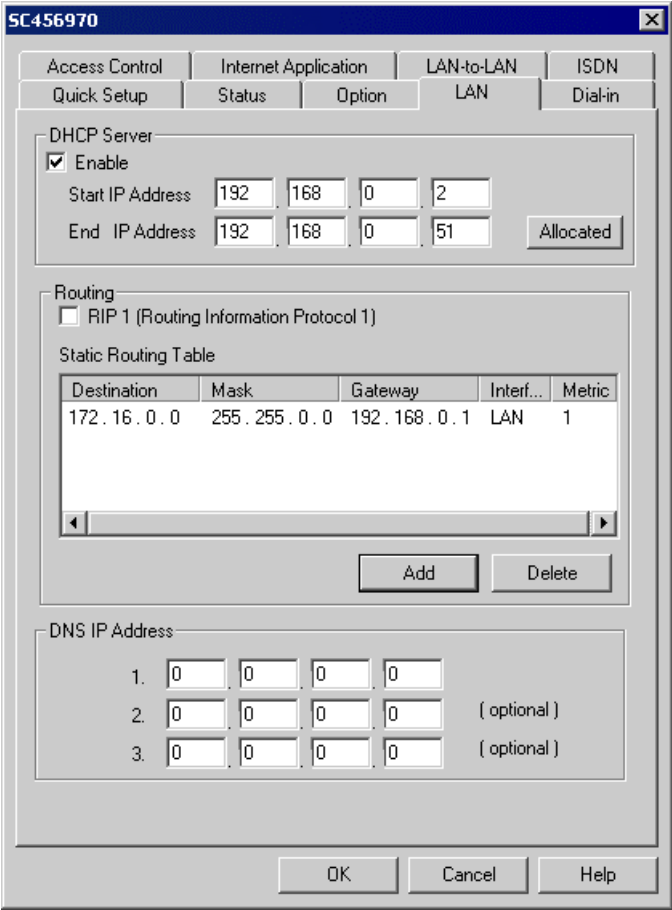 SC456970
Access Control Internet Application LAN-to-LAN ISDN
Quick Setup Status Option LAN Dial-in
DHCP Server
Enable
Start IP Address 192 . 168 . 0 . 2
End IP Address 192 . 168 . 0 . 51 Allocated
Routing
RIP 1 (Routing Information Protocol 1)
Static Routing Table
Destination Mask Gateway Interf... Metric
172 . 16 . 0 . 0 255 . 255 . 0 . 0 192 . 168 . 0 . 1 LAN 1
Add Delete
DNS IP Address
1. 0 . 0 . 0 . 0
2. 0 . 0 . 0 . 0 ( optional )
3. 0 . 0 . 0 . 0 ( optional )
OK Cancel Help